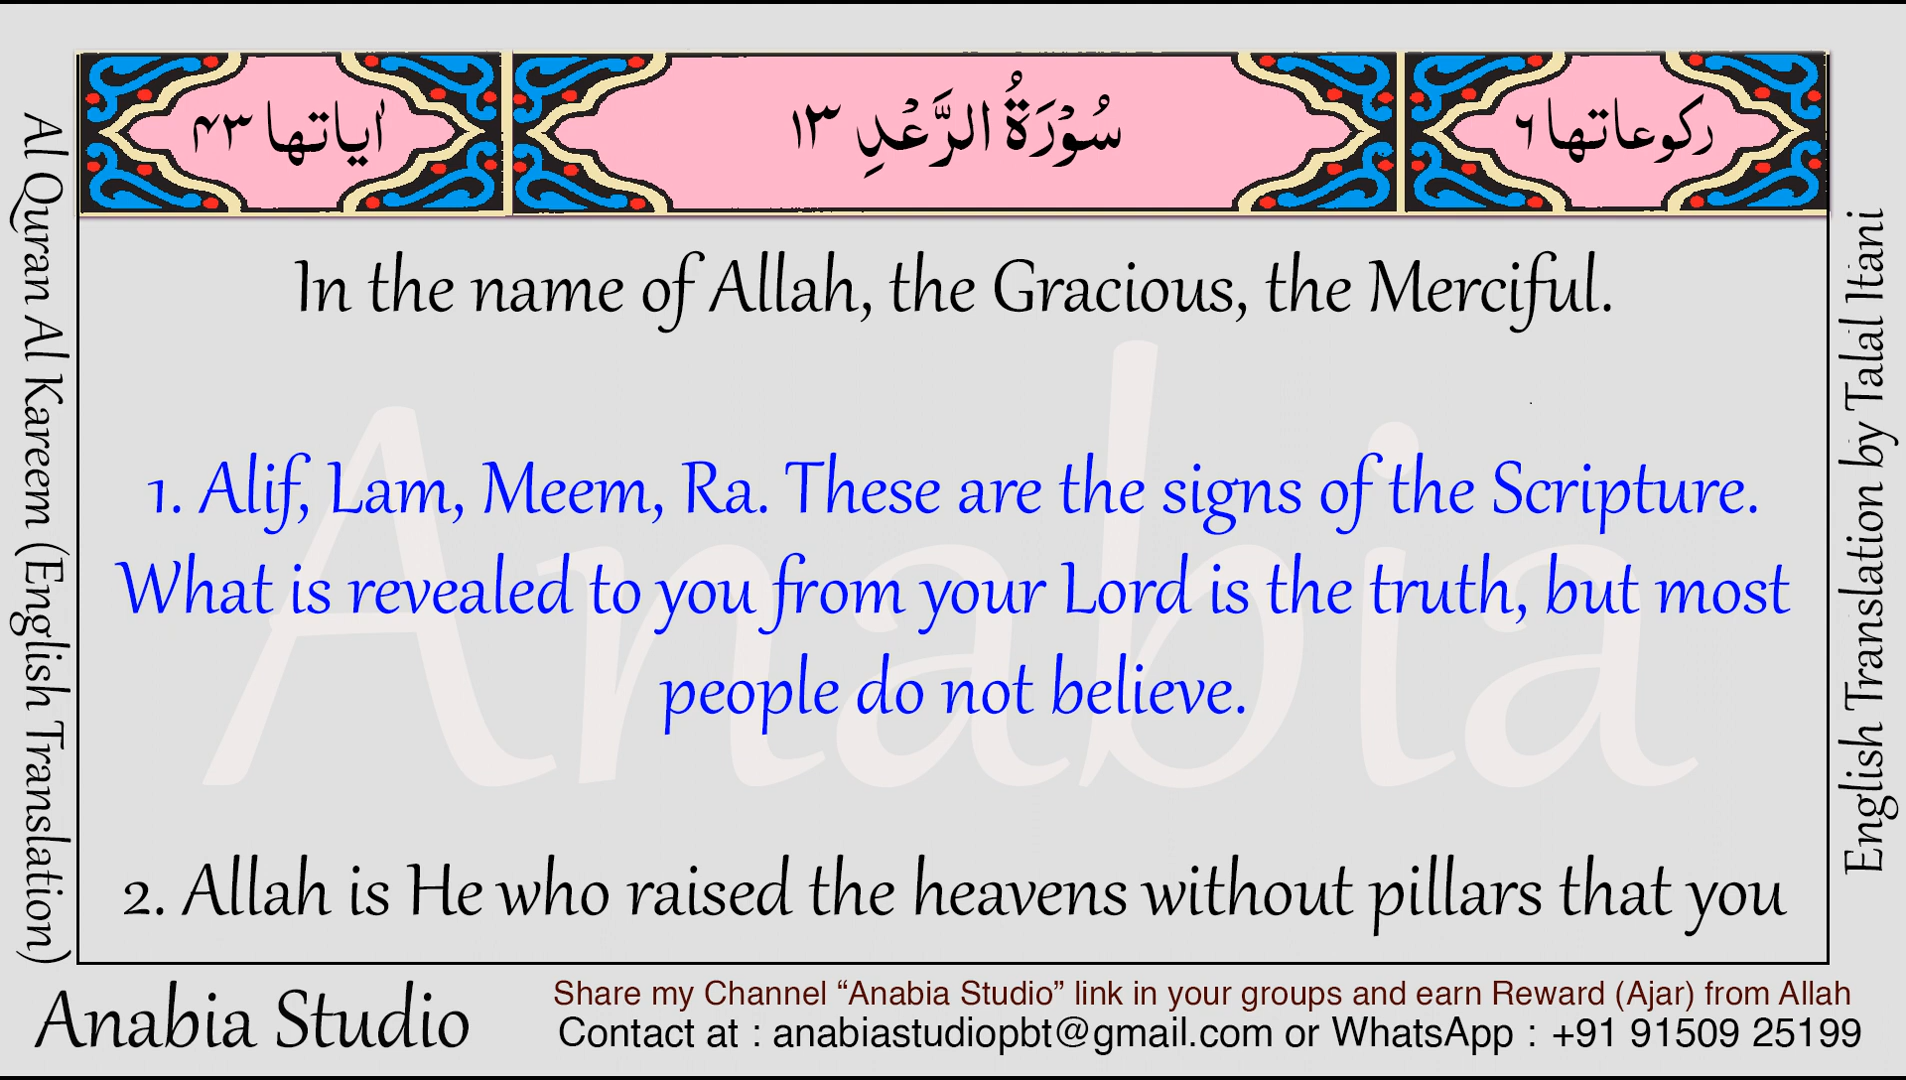 رکوعاتها ٦
سُوْرَةُ الرَّعْدِ ١٣
اٰیاتها ۴۳
In the name of Allah, the Gracious, the Merciful.
1. Alif, Lam, Meem, Ra. These are the signs of the Scripture.
What is revealed to you from your Lord is the truth, but most
people do not believe.
2. Allah is He who raised the heavens without pillars that you
Al Quran Al Kareem (English Translation)
English Translation by Talal Itani
Anabia
Anabia Studio
Share my Channel “Anabia Studio” link in your groups and earn Reward (Ajar) from Allah
Contact at : anabiastudiopbt@gmail.com or WhatsApp : +91 91509 25199